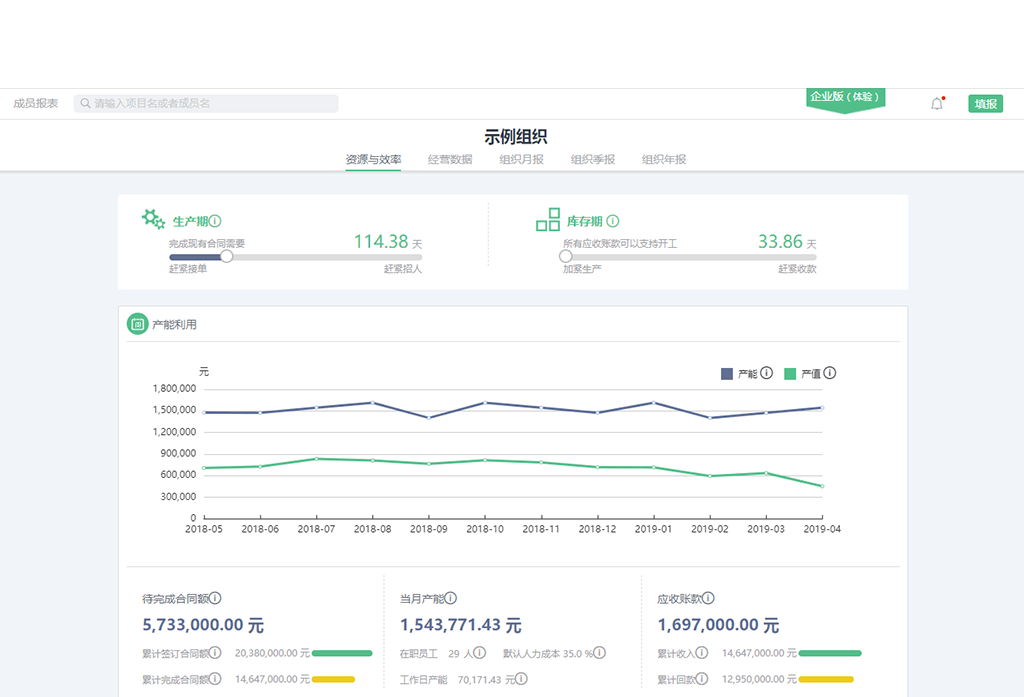 成员报表 请输入项目名或者成员名 企业版 ( 体验 ) 填报
示例组织
资源与效率 经营数据 组织月报 组织季报 组织年报
生产期 库存期
完成现有合同需要 114.38 天 所有应收账款可以支持开工 33.86 天
赶紧接单 赶紧招人 加紧生产 赶紧收款
产能利用
元 产能 产值
1,800,000
1,500,000
1,200,000
900,000
600,000
300,000
0
2018-05 2018-06 2018-07 2018-08 2018-09 2018-10 2018-11 2018-12 2019-01 2019-02 2019-03 2019-04
待完成合同额 当月产能 应收账款
5,733,000.00 元 1,543,771.43 元 1,697,000.00 元
累计签订合同额 20,380,000.00 元 在职员工 29 人 默认人力成本 35.0 % 累计收入 14,647,000.00 元
累计完成合同额 14,647,000.00 元 工作日产能 70,171.43 元 累计回款 12,950,000.00 元